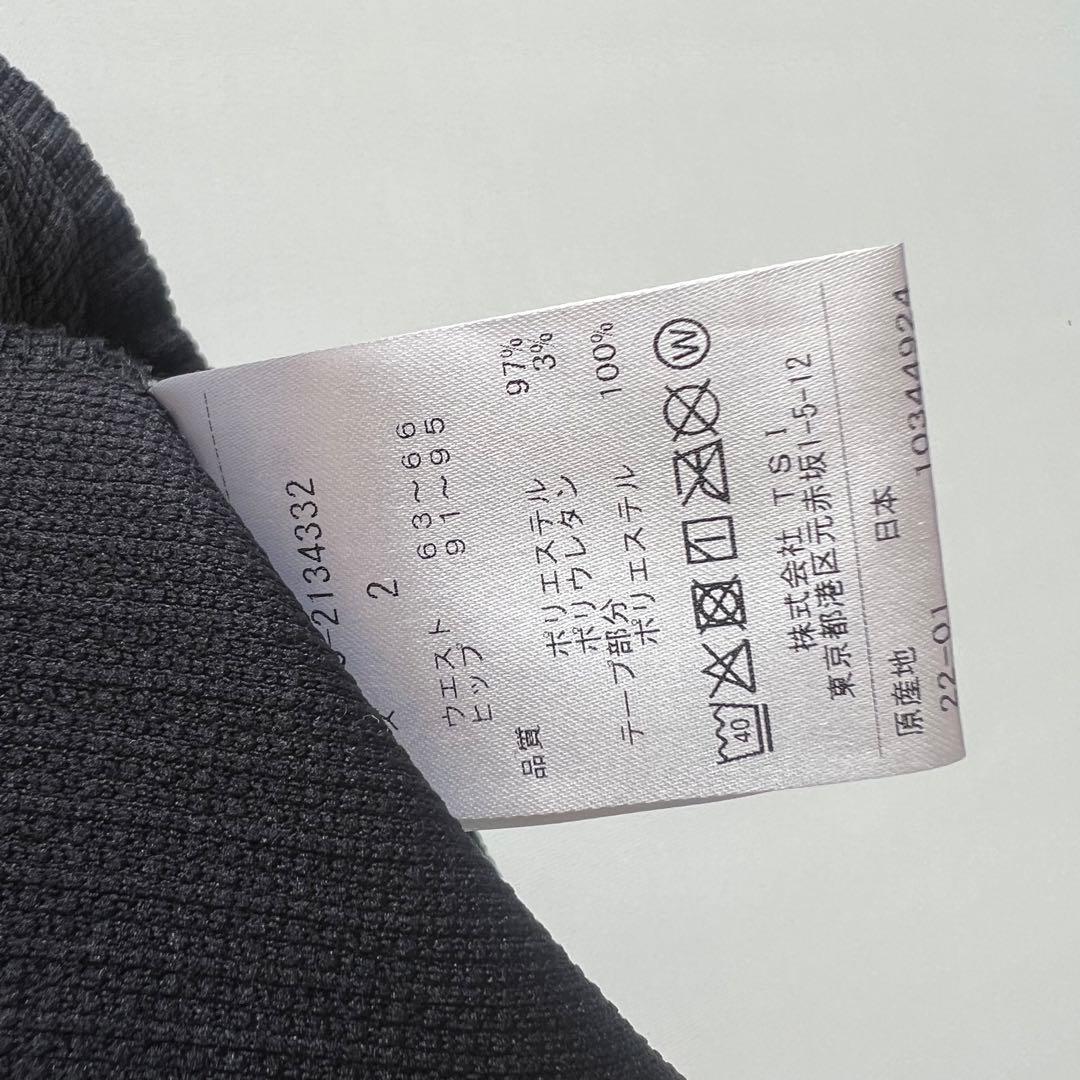 -2134332
2
ウエスト 63～66
ヒップ 91～95
品質
ポリエステル 97%
ポリウレタン 3%
テープ部分
ポリエステル 100%
40 W
株式会社 TSI
東京都港区元赤坂1-5-12
原産地 日本
22-01 10344924